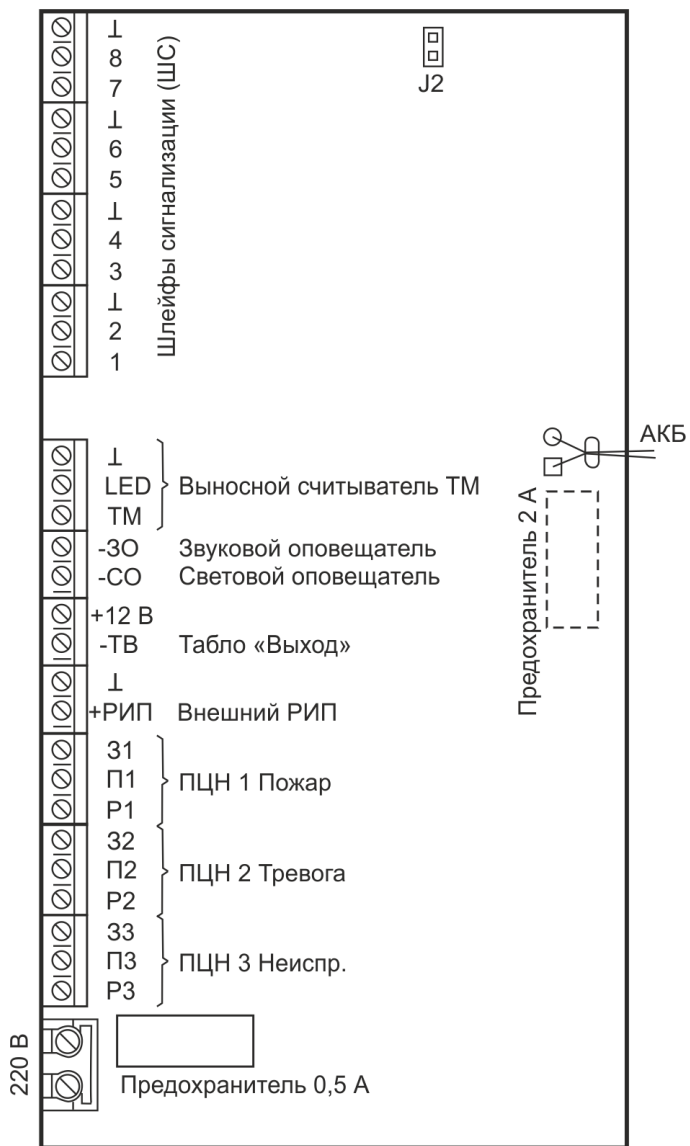 ⊥
8
7
⊥
6
5
⊥
4
3
⊥
2
1
Шлейфы сигнализации (ШС)
J2
АКБ
Предохранитель 2 А
⊥
LED
ТМ
Выносной считыватель ТМ
-ЗО Звуковой оповещатель
-СО Световой оповещатель
+12 В
-ТВ Табло «Выход»
⊥
+РИП Внешний РИП
З1
П1
Р1
ПЦН 1 Пожар
З2
П2
Р2
ПЦН 2 Тревога
З3
П3
Р3
ПЦН 3 Неиспр.
220 В
Предохранитель 0,5 А